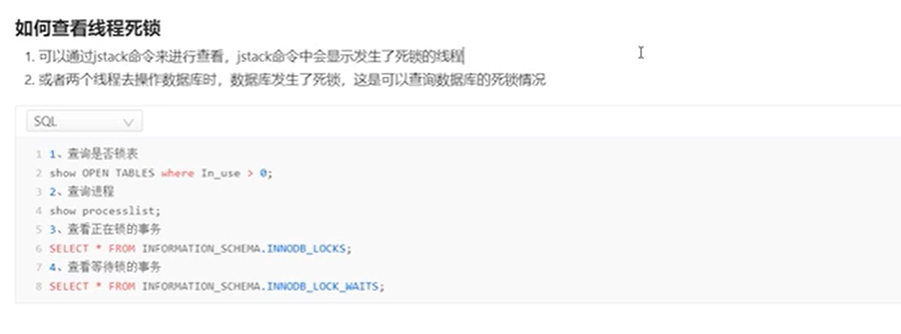 如何查看线程死锁
1. 可以通过jstack命令来进行查看，jstack命令中会显示发生了死锁的线程
2. 或者两个线程去操作数据库时，数据库发生了死锁，这是可以查询数据库的死锁情况
SQL
1 1、查询是否锁表
2 show OPEN TABLES where In_use > 0;
3 2、查询进程
4 show processlist;
5 3、查看正在锁的事务
6 SELECT * FROM INFORMATION_SCHEMA.INNODB_LOCKS;
7 4、查看等待锁的事务
8 SELECT * FROM INFORMATION_SCHEMA.INNODB_LOCK_WAITS;